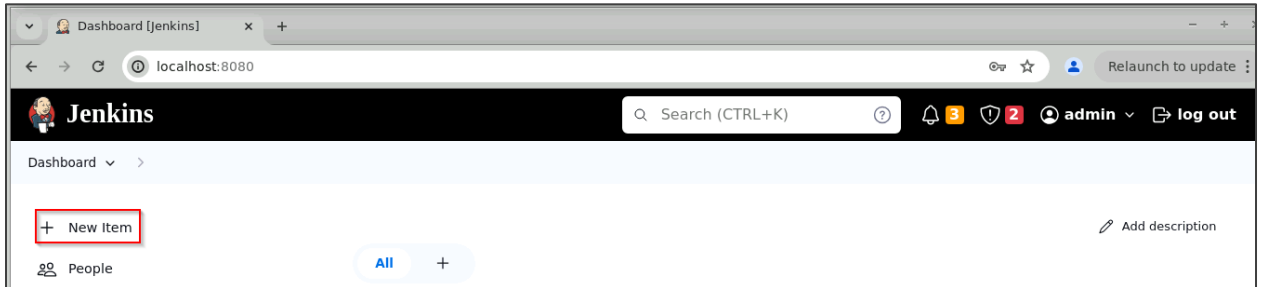 Dashboard [Jenkins]
localhost:8080
Relaunch to update
Jenkins
Search (CTRL+K)
3
2
admin
log out
Dashboard
New Item
Add description
People
All